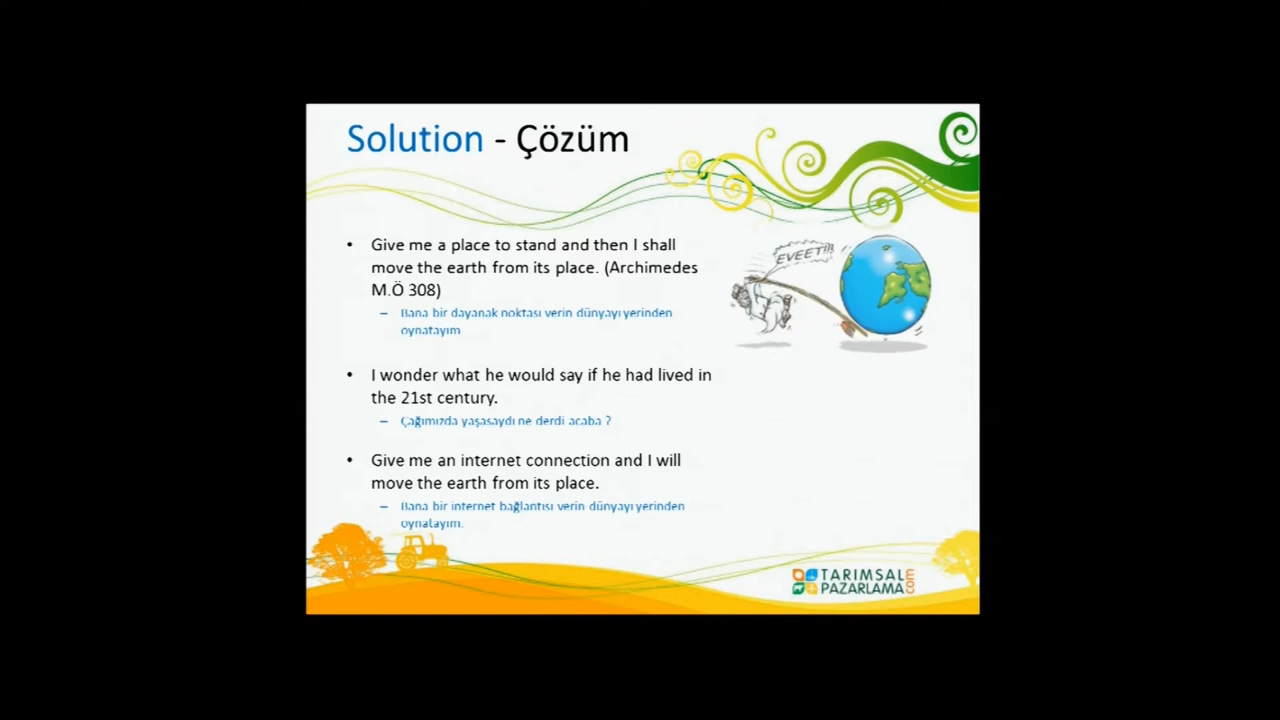 Solution - Çözüm
EVEET!!!
• Give me a place to stand and then I shall
move the earth from its place. (Archimedes
M.Ö 308)
– Bana bir dayanak noktası verin dünyayı yerinden
oynatayım
• I wonder what he would say if he had lived in
the 21st century.
– Çağımızda yaşasaydı ne derdi acaba ?
• Give me an internet connection and I will
move the earth from its place.
– Bana bir internet bağlantısı verin dünyayı yerinden
oynatayım.
TARIMSAL
PAZARLAMA
.com